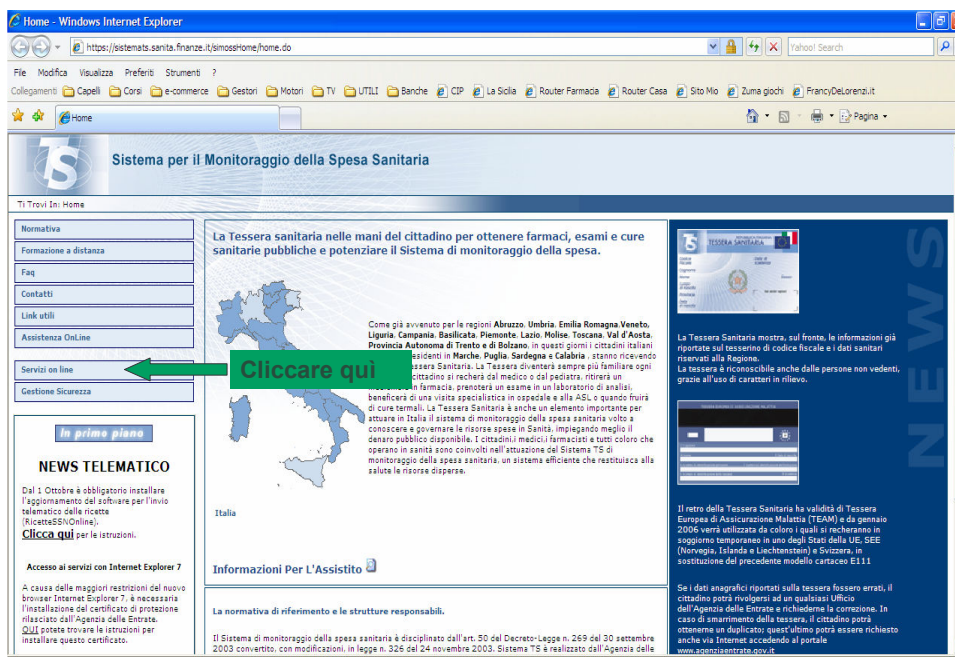 Home - Windows Internet Explorer
https://sistemats.sanita.finanze.it/simossHome/home.do
Yahoo! Search
File Modifica Visualizza Preferiti Strumenti ?
Collegamenti Capelli Corsi e-commerce Gestori Motori TV UTILI Banche CIP La Sicilia Router Farmacia Router Casa Sito Mio Zuma giochi FrancyDeLorenzi.it
Home
Pagina
TS
Sistema per il Monitoraggio della Spesa Sanitaria
Ti Trovi In: Home
Normativa
Formazione a distanza
Faq
Contatti
Link utili
Assistenza OnLine
Servizi on line
Gestione Sicurezza
Cliccare quì
In primo piano
NEWS TELEMATICO
Dal 1 Ottobre è obbligatorio installare
l'aggiornamento del software per l'invio
telematico delle ricette
(RicetteSSNOnline).
Clicca qui per le istruzioni.
Accesso ai servizi con Internet Explorer 7
A causa delle maggiori restrizioni del nuovo
browser Internet Explorer 7, è necessaria
l'installazione del certificato di protezione
rilasciato dall'Agenzia delle Entrate.
QUI potete trovare le istruzioni per
installare questo certificato.
La Tessera sanitaria nelle mani del cittadino per ottenere farmaci, esami e cure
sanitarie pubbliche e potenziare il Sistema di monitoraggio della spesa.
Come già avvenuto per le regioni Abruzzo, Umbria, Emilia Romagna,Veneto,
Liguria, Campania, Basilicata, Piemonte, Lazio, Molise, Toscana, Val d'Aosta,
Provincia Autonoma di Trento e di Bolzano, in questi giorni i cittadini italiani
residenti in Marche, Puglia, Sardegna e Calabria , stanno ricevendo
Tessera Sanitaria. La Tessera diventerà sempre più familiare ogni
cittadino si recherà dal medico o dal pediatra, ritirerà un
in farmacia, prenoterà un esame in un laboratorio di analisi,
beneficerà di una visita specialistica in ospedale e alla ASL o quando fruirà
di cure termali. La Tessera Sanitaria è anche un elemento importante per
attuare in Italia il sistema di monitoraggio della spesa sanitaria volto a
conoscere e governare le risorse spese in Sanità, impiegando meglio il
denaro pubblico disponibile. I cittadini,i medici,i farmacisti e tutti coloro che
operano in sanità sono coinvolti nell'attuazione del Sistema TS di
monitoraggio della spesa sanitaria, un sistema efficiente che restituisca alla
salute le risorse disperse.
Italia
Informazioni Per L'Assistito
La normativa di riferimento e le strutture responsabili.
Il Sistema di monitoraggio della spesa sanitaria è disciplinato dall'art. 50 del Decreto-Legge n. 269 del 30 settembre
2003 convertito, con modificazioni, in legge n. 326 del 24 novembre 2003. Sistema TS è realizzato dall'Agenzia delle
TESSERA SANITARIA
NEWS
La Tessera Sanitaria mostra, sul fronte, le informazioni già
riportate sul tesserino di codice fiscale e i dati sanitari
riservati alla Regione.
La tessera è riconoscibile anche dalle persone non vedenti,
grazie all'uso di caratteri in rilievo.
Il retro della Tessera Sanitaria ha validità di Tessera
Europea di Assicurazione Malattia (TEAM) e da gennaio
2006 verrà utilizzata da coloro i quali si recheranno in
soggiorno temporaneo in uno degli Stati della UE, SEE
(Norvegia, Islanda e Liechtenstein) e Svizzera, in
sostituzione del precedente modello cartaceo E111
Se i dati anagrafici riportati sulla tessera fossero errati, il
cittadino potrà rivolgersi ad un qualsiasi Ufficio
dell'Agenzia delle Entrate e richiederne la correzione. In
caso di smarrimento della tessera, il cittadino potrà
ottenerne un duplicato; quest'ultimo potrà essere richiesto
anche via Internet accedendo al portale
www.agenziaentrate.gov.it